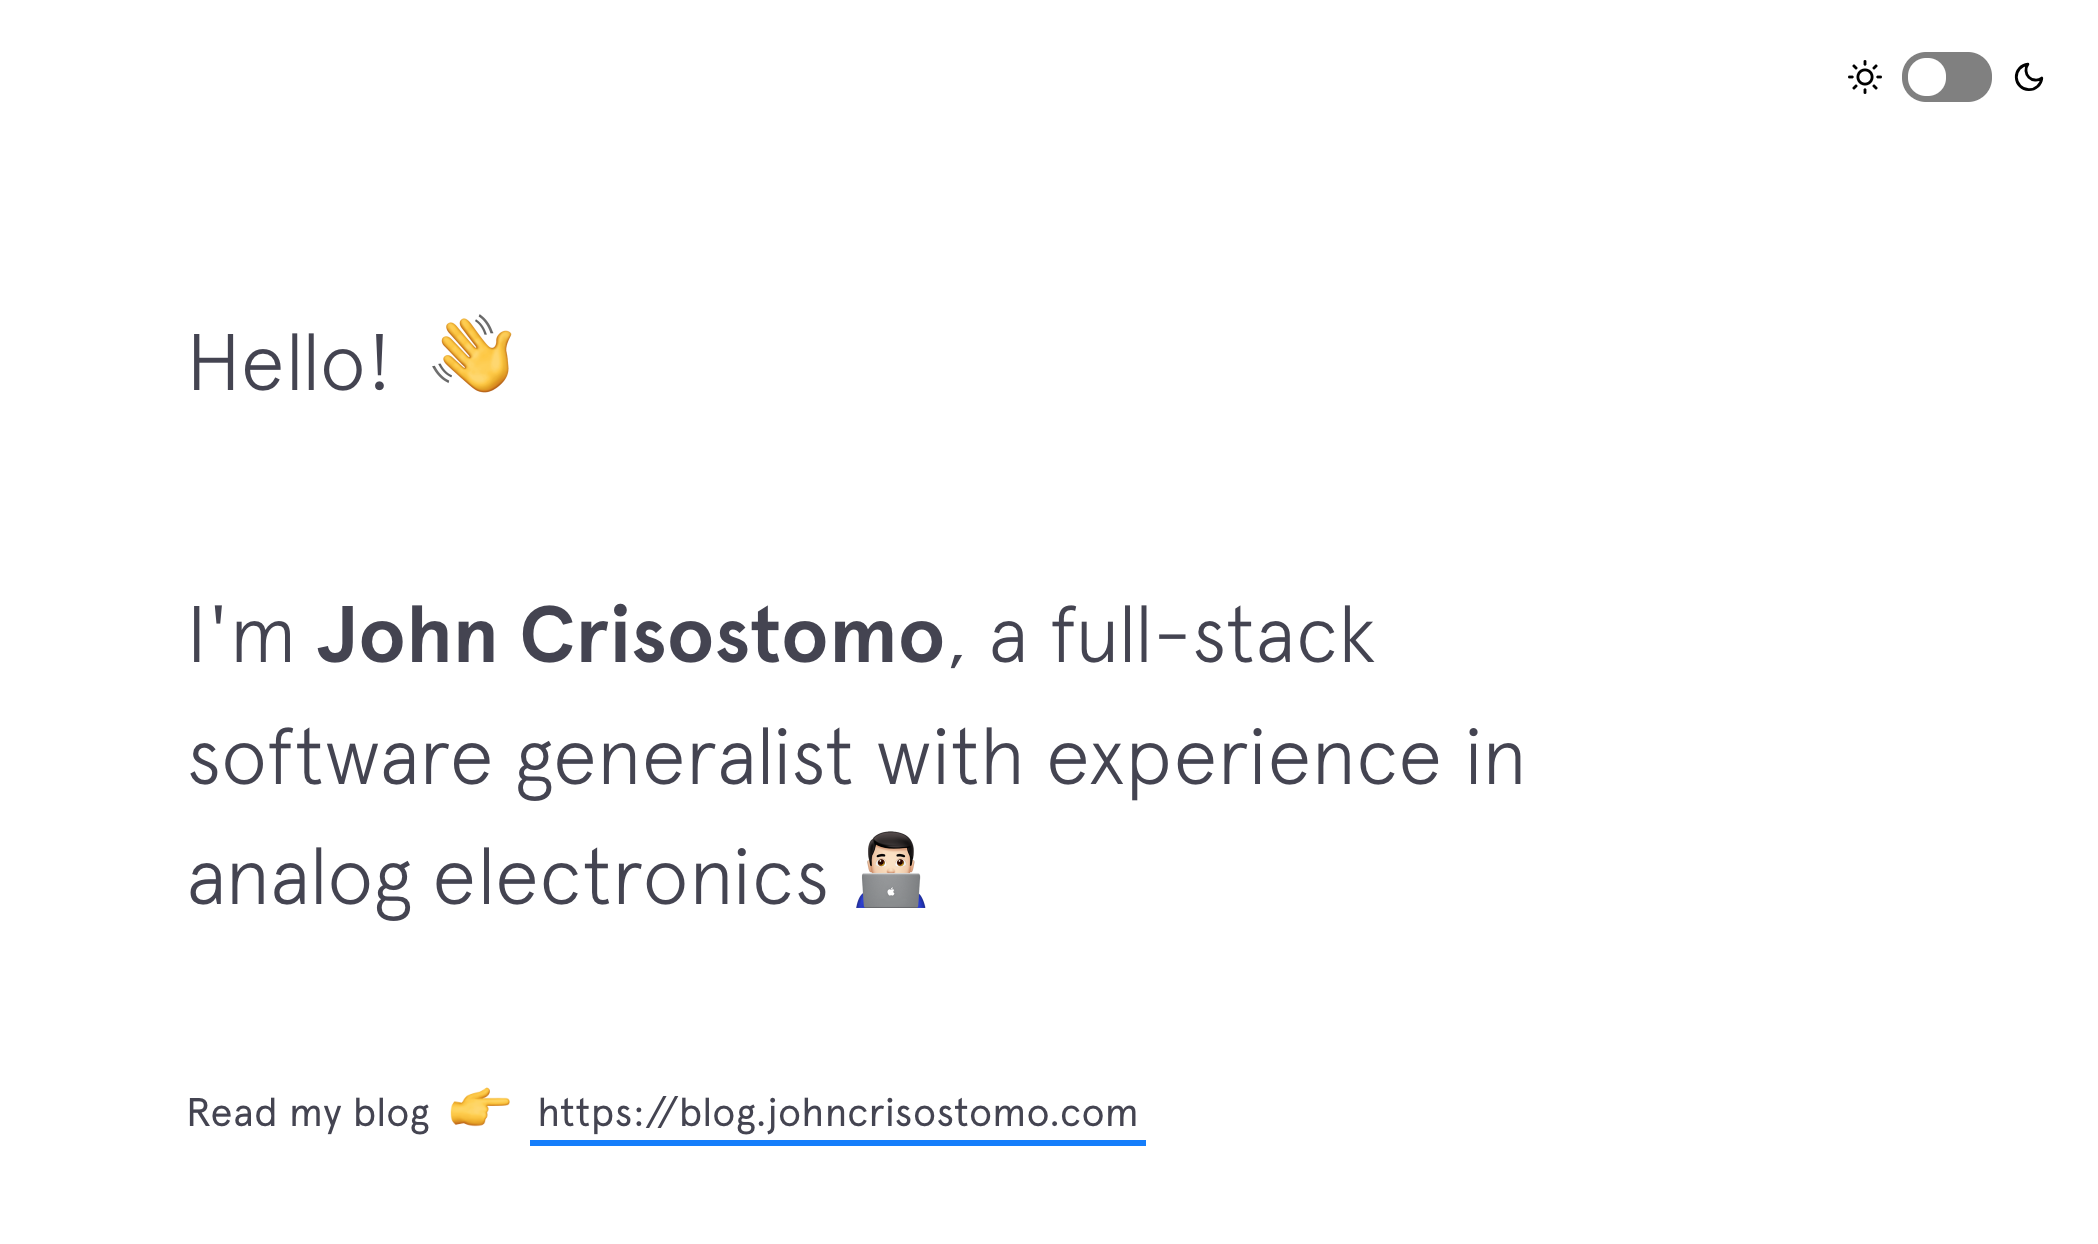 Hello! 👋
I'm John Crisostomo, a full-stack
software generalist with experience in
analog electronics 👨🏻‍💻
Read my blog 👉 https://blog.johncrisostomo.com